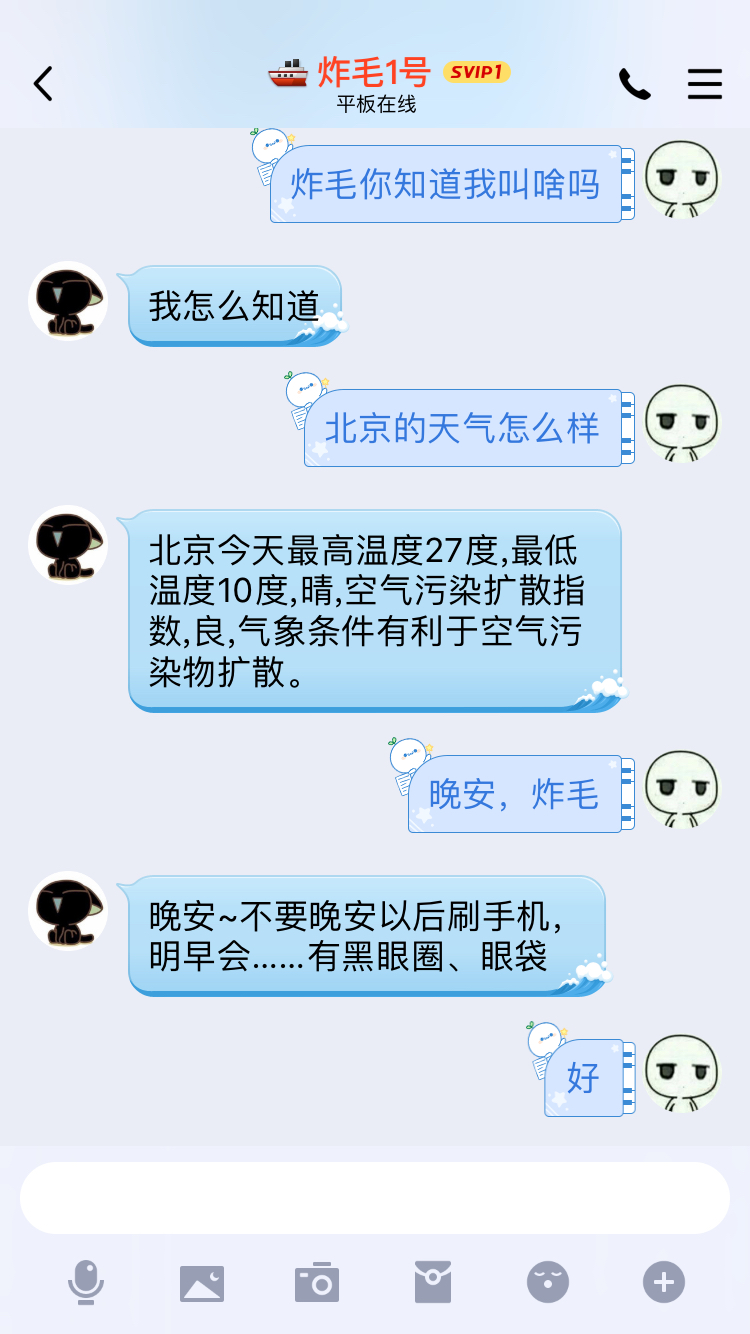 炸毛1号 SVIP1
平板在线
炸毛你知道我叫啥吗
我怎么知道
北京的天气怎么样
北京今天最高温度27度,最低
温度10度,晴,空气污染扩散指
数,良,气象条件有利于空气污
染物扩散。
晚安，炸毛
晚安~不要晚安以后刷手机,
明早会……有黑眼圈、眼袋
好